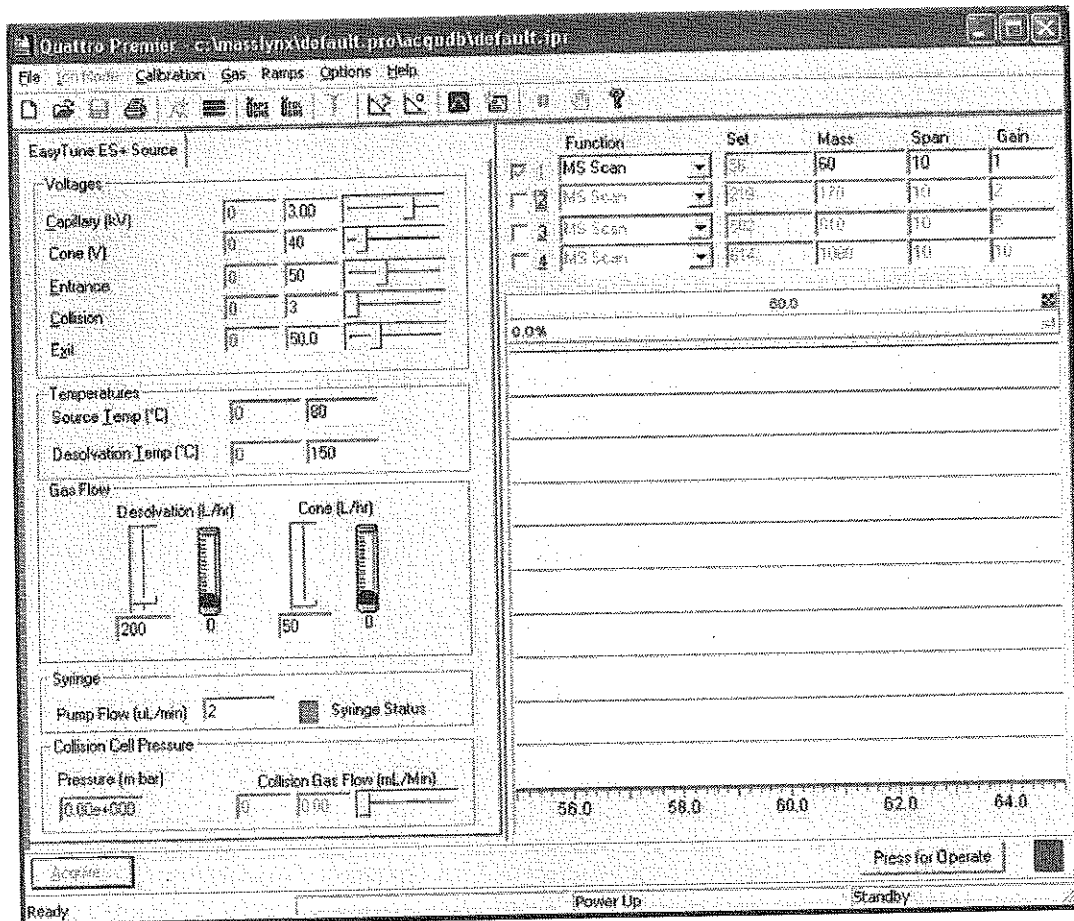 Quattro Premier - c:\masslynx\default.pro\acqudb\default.ipr
File Ion Mode Calibration Gas Ramps Options Help
EasyTune ES+ Source
Voltages
Capillary (kV) 0 3.00
Cone (V) 0 40
Entrance 0 50
Collision 0 3
Exit 0 50.0
Temperatures
Source Temp (°C) 0 80
Desolvation Temp (°C) 0 150
Gas Flow
Desolvation (L/hr) Cone (L/hr)
200 0 50 0
Syringe
Pump Flow (uL/min) 2 Syringe Status
Collision Cell Pressure
Pressure (m bar) Collision Gas Flow (mL/Min)
0.00e+000 0 0.00
Function Set Mass Span Gain
1 MS Scan 60 10 1
2 MS Scan 219 170 10 2
3 MS Scan 502 610 10 5
4 MS Scan 614 1080 10 10
60.0
0.0%
56.0 58.0 60.0 62.0 64.0
Acquire Press for Operate
Ready Power Up Standby